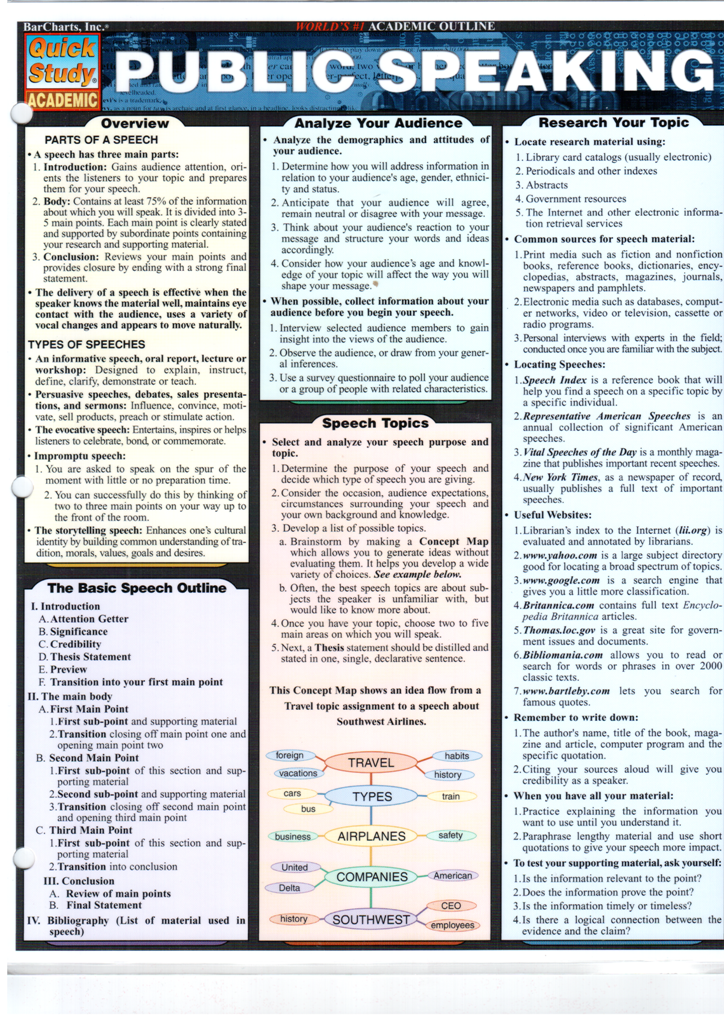 BarCharts, Inc.®
WORLD'S #1 ACADEMIC OUTLINE
Quick
Study®
ACADEMIC
PUBLIC SPEAKING
Overview
PARTS OF A SPEECH
• A speech has three main parts:
1. Introduction: Gains audience attention, ori-
ents the listeners to your topic and prepares
them for your speech.
2. Body: Contains at least 75% of the information
about which you will speak. It is divided into 3-
5 main points. Each main point is clearly stated
and supported by subordinate points containing
your research and supporting material.
3. Conclusion: Reviews your main points and
provides closure by ending with a strong final
statement.
• The delivery of a speech is effective when the
speaker knows the material well, maintains eye
contact with the audience, uses a variety of
vocal changes and appears to move naturally.
TYPES OF SPEECHES
• An informative speech, oral report, lecture or
workshop: Designed to explain, instruct,
define, clarify, demonstrate or teach.
• Persuasive speeches, debates, sales presenta-
tions, and sermons: Influence, convince, moti-
vate, sell products, preach or stimulate action.
• The evocative speech: Entertains, inspires or helps
listeners to celebrate, bond, or commemorate.
• Impromptu speech:
1. You are asked to speak on the spur of the
moment with little or no preparation time.
2. You can successfully do this by thinking of
two to three main points on your way up to
the front of the room.
• The storytelling speech: Enhances one's cultural
identity by building common understanding of tra-
dition, morals, values, goals and desires.
The Basic Speech Outline
I. Introduction
A. Attention Getter
B. Significance
C. Credibility
D. Thesis Statement
E. Preview
F. Transition into your first main point
II. The main body
A. First Main Point
1. First sub-point and supporting material
2. Transition closing off main point one and
opening main point two
B. Second Main Point
1. First sub-point of this section and sup-
porting material
2. Second sub-point and supporting material
3. Transition closing off second main point
and opening third main point
C. Third Main Point
1. First sub-point of this section and sup-
porting material
2. Transition into conclusion
III. Conclusion
A. Review of main points
B. Final Statement
IV. Bibliography (List of material used in
speech)
Analyze Your Audience
• Analyze the demographics and attitudes of
your audience.
1. Determine how you will address information in
relation to your audience's age, gender, ethnici-
ty and status.
2. Anticipate that your audience will agree,
remain neutral or disagree with your message.
3. Think about your audience's reaction to your
message and structure your words and ideas
accordingly.
4. Consider how your audience's age and knowl-
edge of your topic will affect the way you will
shape your message.
• When possible, collect information about your
audience before you begin your speech.
1. Interview selected audience members to gain
insight into the views of the audience.
2. Observe the audience, or draw from your gener-
al inferences.
3. Use a survey questionnaire to poll your audience
or a group of people with related characteristics.
Speech Topics
• Select and analyze your speech purpose and
topic.
1. Determine the purpose of your speech and
decide which type of speech you are giving.
2. Consider the occasion, audience expectations,
circumstances surrounding your speech and
your own background and knowledge.
3. Develop a list of possible topics.
a. Brainstorm by making a Concept Map
which allows you to generate ideas without
evaluating them. It helps you develop a wide
variety of choices. See example below.
b. Often, the best speech topics are about sub-
jects the speaker is unfamiliar with, but
would like to know more about.
4. Once you have your topic, choose two to five
main areas on which you will speak.
5. Next, a Thesis statement should be distilled and
stated in one, single, declarative sentence.
This Concept Map shows an idea flow from a
Travel topic assignment to a speech about
Southwest Airlines.
foreign
habits
TRAVEL
vacations
history
cars
TYPES
train
bus
business
AIRPLANES
safety
United
COMPANIES
American
Delta
CEO
history
SOUTHWEST
employees
Research Your Topic
• Locate research material using:
1. Library card catalogs (usually electronic)
2. Periodicals and other indexes
3. Abstracts
4. Government resources
5. The Internet and other electronic informa-
tion retrieval services
• Common sources for speech material:
1. Print media such as fiction and nonfiction
books, reference books, dictionaries, ency-
clopedias, abstracts, magazines, journals,
newspapers and pamphlets.
2. Electronic media such as databases, comput-
er networks, video or television, cassette or
radio programs.
3. Personal interviews with experts in the field;
conducted once you are familiar with the subject.
• Locating Speeches:
1. Speech Index is a reference book that will
help you find a speech on a specific topic by
a specific individual.
2. Representative American Speeches is an
annual collection of significant American
speeches.
3. Vital Speeches of the Day is a monthly maga-
zine that publishes important recent speeches.
4. New York Times, as a newspaper of record,
usually publishes a full text of important
speeches.
• Useful Websites:
1. Librarian's index to the Internet (lii.org) is
evaluated and annotated by librarians.
2. www.yahoo.com is a large subject directory
good for locating a broad spectrum of topics.
3. www.google.com is a search engine that
gives you a little more classification.
4. Britannica.com contains full text Encyclo-
pedia Britannica articles.
5. Thomas.loc.gov is a great site for govern-
ment issues and documents.
6. Bibliomania.com allows you to read or
search for words or phrases in over 2000
classic texts.
7. www.bartleby.com lets you search for
famous quotes.
• Remember to write down:
1. The author's name, title of the book, maga-
zine and article, computer program and the
specific quotation.
2. Citing your sources aloud will give you
credibility as a speaker.
• When you have all your material:
1. Practice explaining the information you
want to use until you understand it.
2. Paraphrase lengthy material and use short
quotations to give your speech more impact.
• To test your supporting material, ask yourself:
1. Is the information relevant to the point?
2. Does the information prove the point?
3. Is the information timely or timeless?
4. Is there a logical connection between the
evidence and the claim?